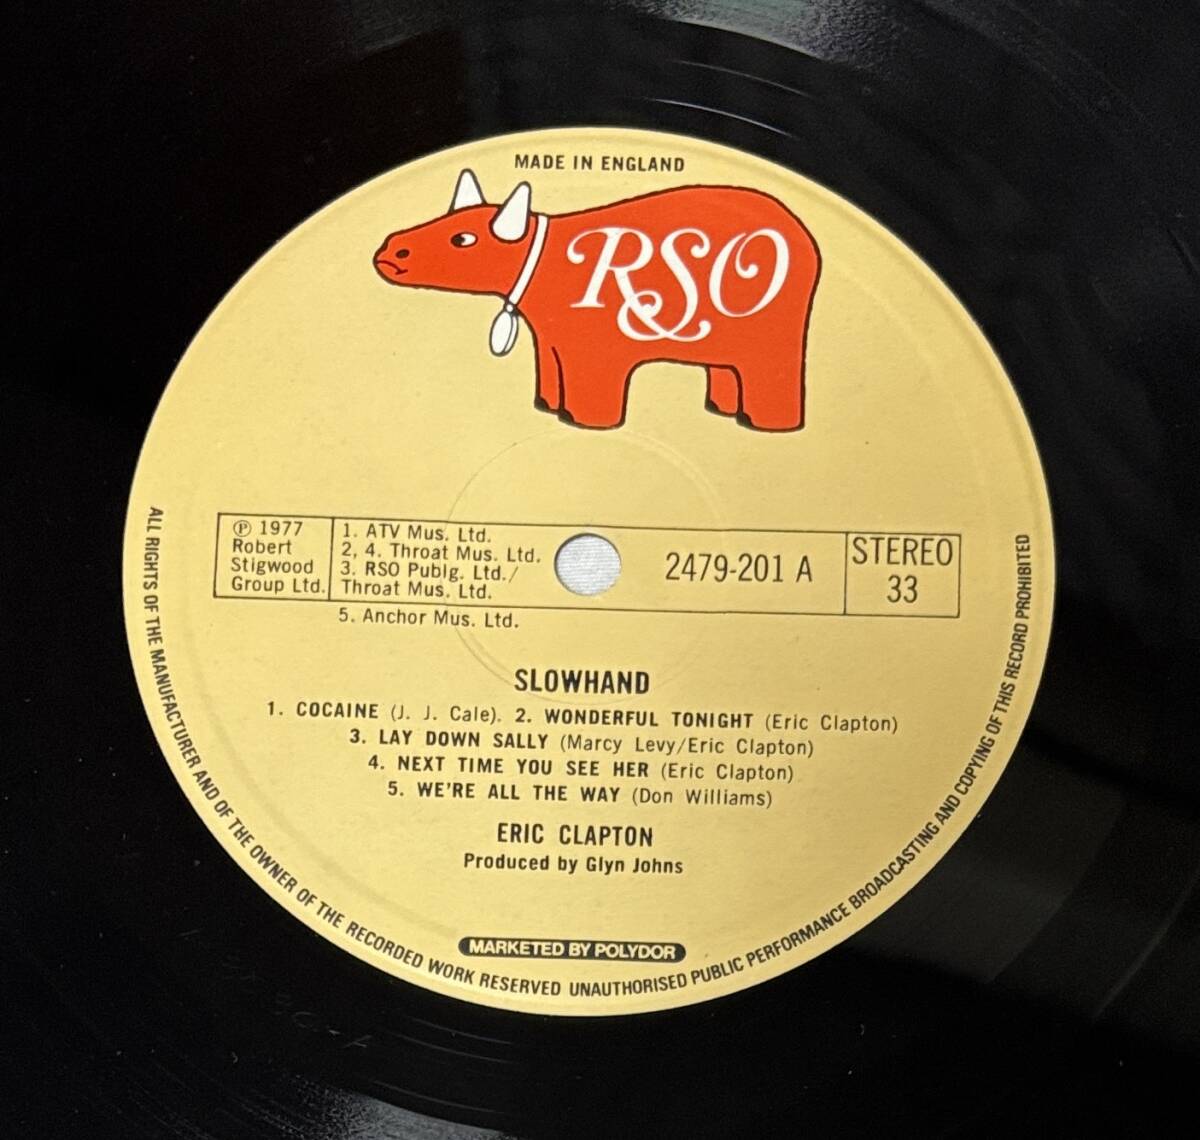 MADE IN ENGLAND
RSO
℗ 1977
Robert
Stigwood
Group Ltd.
1. ATV Mus. Ltd.
2, 4. Throat Mus. Ltd.
3. RSO Publg. Ltd./
Throat Mus. Ltd.
5. Anchor Mus. Ltd.
2479-201 A
STEREO
33
SLOWHAND
1. COCAINE (J. J. Cale). 2. WONDERFUL TONIGHT (Eric Clapton)
3. LAY DOWN SALLY (Marcy Levy/Eric Clapton)
4. NEXT TIME YOU SEE HER (Eric Clapton)
5. WE'RE ALL THE WAY (Don Williams)
ERIC CLAPTON
Produced by Glyn Johns
MARKETED BY POLYDOR
ALL RIGHTS OF THE MANUFACTURER AND OF THE OWNER OF THE RECORDED WORK RESERVED UNAUTHORISED PUBLIC PERFORMANCE BROADCASTING AND COPYING OF THIS RECORD PROHIBITED